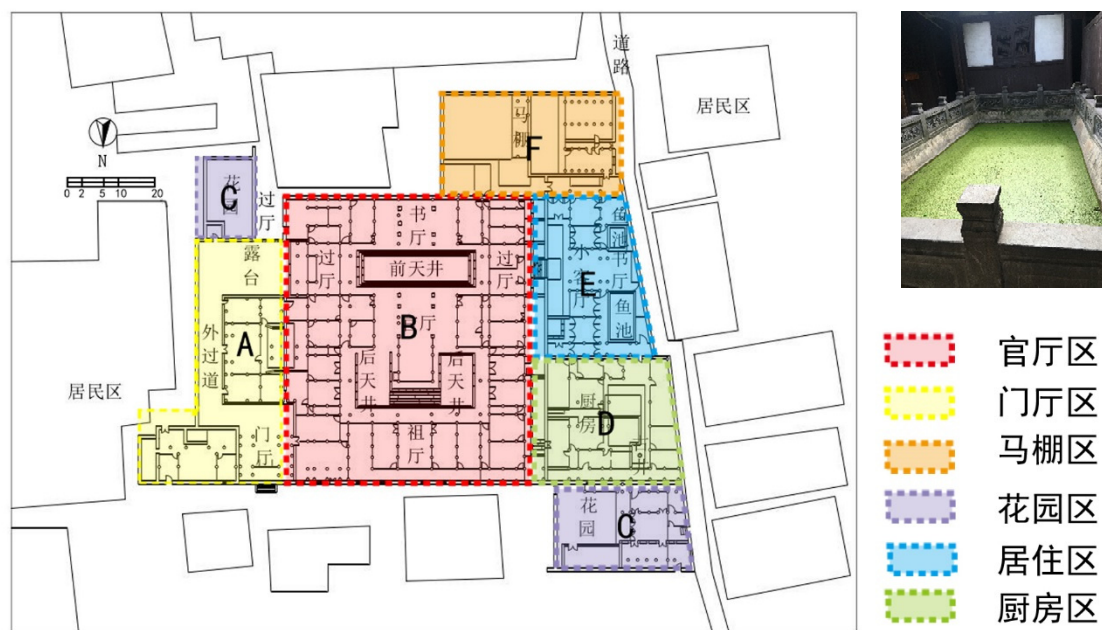 道路
居民区
马棚
F
N
0 2 5 10 20
花园
C
过厅
露台
书厅
过厅
前天井
过厅
鱼池
小客厅
书厅
E
鱼池
B
厅
外过道
A
后天井
后天井
居民区
厨房
D
门厅
祖厅
花园
C
官厅区
门厅区
马棚区
花园区
居住区
厨房区